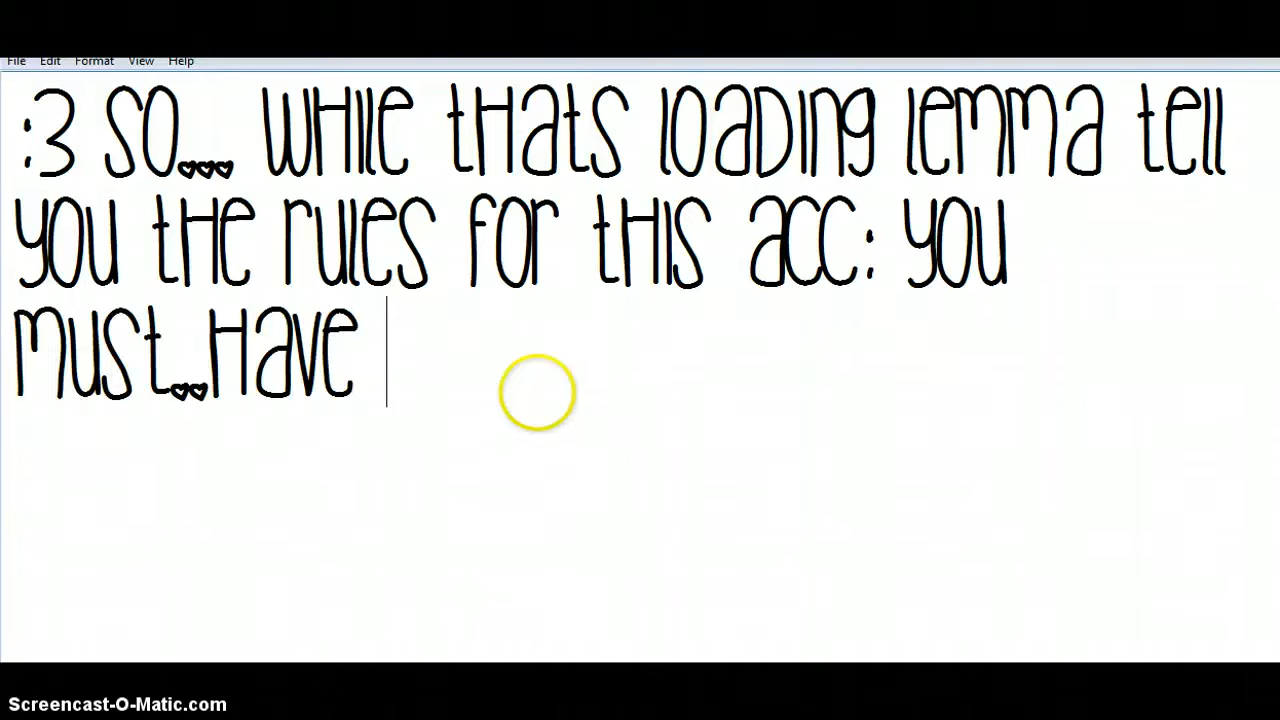 File Edit Format View Help
:3 so... while thats loading lemma tell
you the rules for this acc: you
must..have
Screencast-O-Matic.com